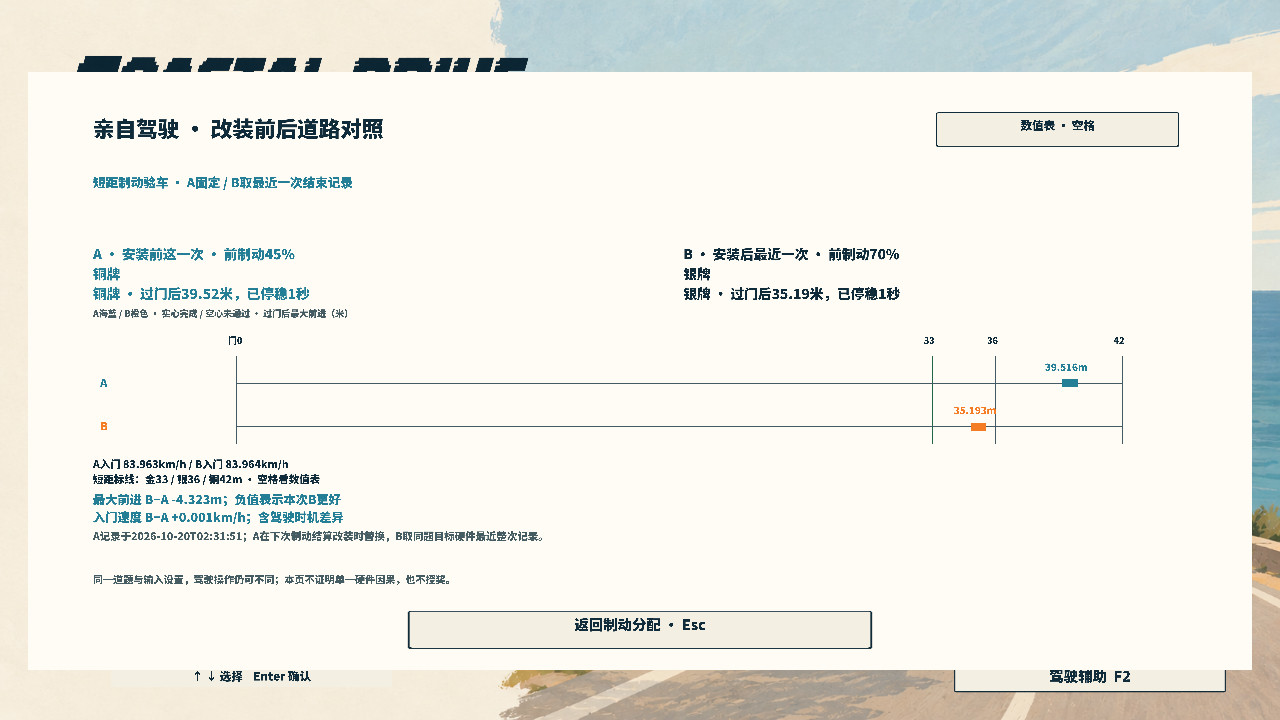 亲自驾驶 · 改装前后道路对照
数值表 · 空格
短距制动验车 · A固定 / B取最近一次结束记录
A · 安装前这一次 · 前制动45%
铜牌
铜牌 · 过门后39.52米，已停稳1秒
B · 安装后最近一次 · 前制动70%
银牌
银牌 · 过门后35.19米，已停稳1秒
A海蓝 / B橙色 · 实心完成 / 空心未通过 · 过门后最大前进（米）
门0 33 36 42
39.516m
A
35.193m
B
A入门 83.963km/h / B入门 83.964km/h
短距标线：金33 / 银36 / 铜42m · 空格看数值表
最大前进 B−A -4.323m；负值表示本次B更好
入门速度 B−A +0.001km/h；含驾驶时机差异
A记录于2026-10-20T02:31:51；A在下次制动结算改装时替换，B取同题目标硬件最近整次记录。
同一道题与输入设置，驾驶操作仍可不同；本页不证明单一硬件因果，也不授奖。
返回制动分配 · Esc
↑ ↓ 选择 Enter 确认
驾驶辅助 F2